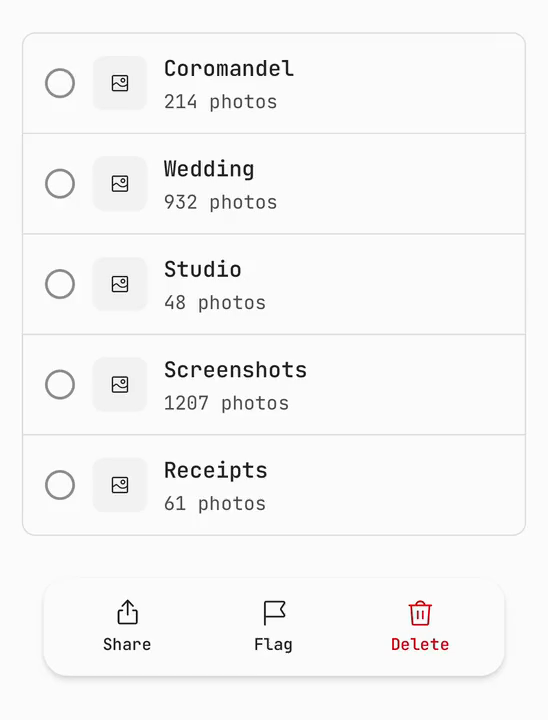 Coromandel
214 photos
Wedding
932 photos
Studio
48 photos
Screenshots
1207 photos
Receipts
61 photos
Share
Flag
Delete